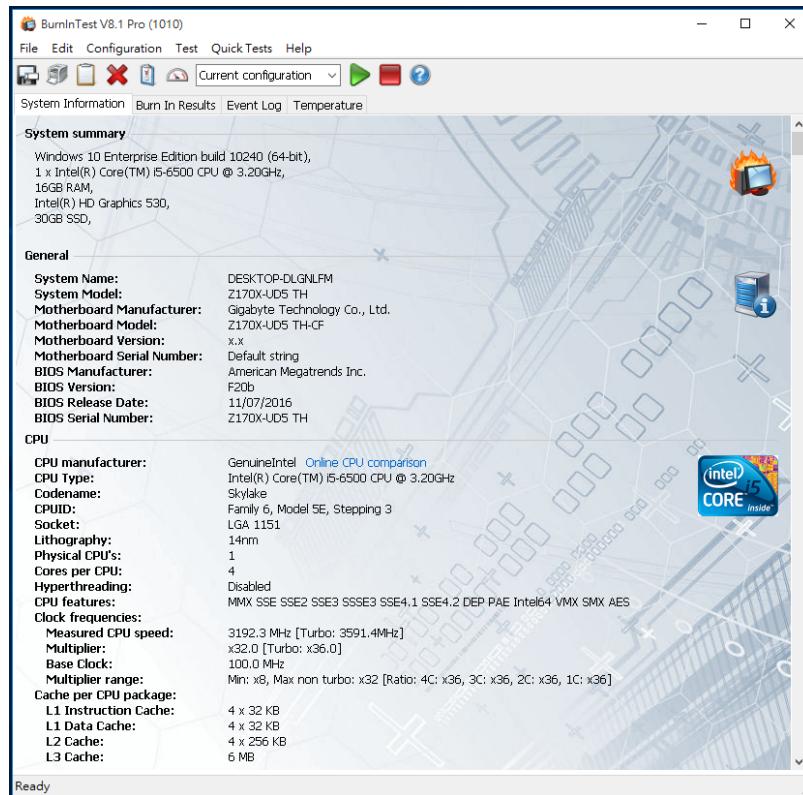 BurnInTest V8.1 Pro (1010)
File Edit Configuration Test Quick Tests Help
Current configuration
System Information Burn In Results Event Log Temperature
System summary
Windows 10 Enterprise Edition build 10240 (64-bit),
1 x Intel(R) Core(TM) i5-6500 CPU @ 3.20GHz,
16GB RAM,
Intel(R) HD Graphics 530,
30GB SSD,
General
System Name: DESKTOP-DLGNLFM
System Model: Z170X-UD5 TH
Motherboard Manufacturer: Gigabyte Technology Co., Ltd.
Motherboard Model: Z170X-UD5 TH-CF
Motherboard Version: x.x
Motherboard Serial Number: Default string
BIOS Manufacturer: American Megatrends Inc.
BIOS Version: F20b
BIOS Release Date: 11/07/2016
BIOS Serial Number: Z170X-UD5 TH
CPU
CPU manufacturer: GenuineIntel Online CPU comparison
CPU Type: Intel(R) Core(TM) i5-6500 CPU @ 3.20GHz
Codename: Skylake
CPUID: Family 6, Model 5E, Stepping 3
Socket: LGA 1151
Lithography: 14nm
Physical CPU's: 1
Cores per CPU: 4
Hyperthreading: Disabled
CPU features: MMX SSE SSE2 SSE3 SSSE3 SSE4.1 SSE4.2 DEP PAE Intel64 VMX SMX AES
Clock frequencies:
Measured CPU speed: 3192.3 MHz [Turbo: 3591.4MHz]
Multiplier: x32.0 [Turbo: x36.0]
Base Clock: 100.0 MHz
Multiplier range: Min: x8, Max non turbo: x32 [Ratio: 4C: x36, 3C: x36, 2C: x36, 1C: x36]
Cache per CPU package:
L1 Instruction Cache: 4 x 32 KB
L1 Data Cache: 4 x 32 KB
L2 Cache: 4 x 256 KB
L3 Cache: 6 MB
intel
i5
CORE inside
Ready